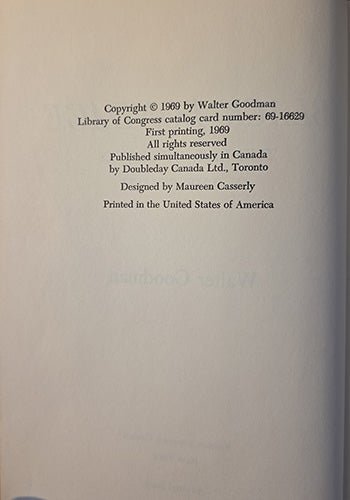 Copyright © 1969 by Walter Goodman
Library of Congress catalog card number: 69-16629
First printing, 1969
All rights reserved
Published simultaneously in Canada
by Doubleday Canada Ltd., Toronto
Designed by Maureen Casserly
Printed in the United States of America
Walter Goodman